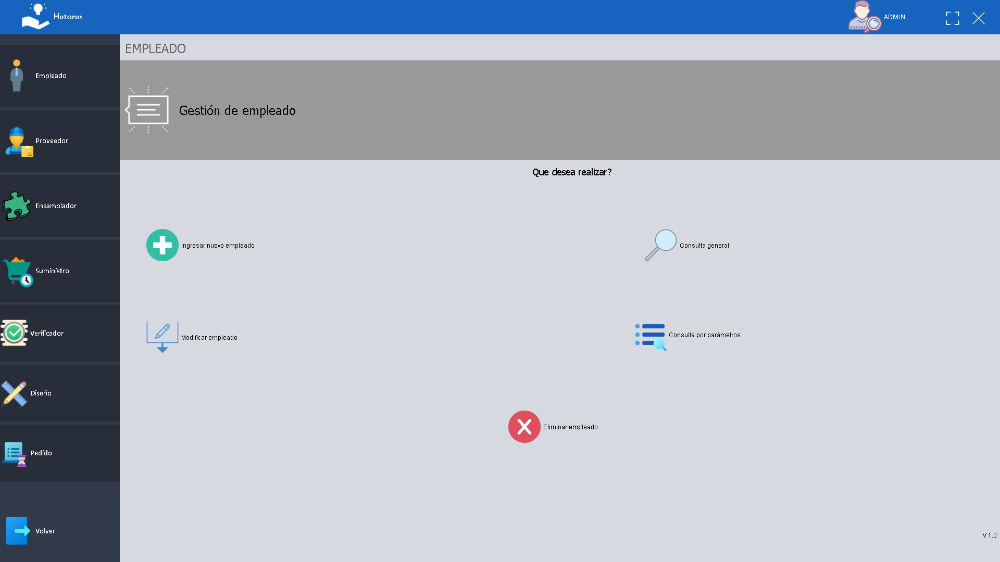 Hotarus
ADMIN
EMPLEADO
Empleado
Proveedor
Ensamblador
Suministro
Verificador
Diseño
Pedido
Volver
Gestión de empleado
Que desea realizar?
Ingresar nuevo empleado
Consulta general
Modificar empleado
Consulta por parámetros
Eliminar empleado
V 1.0